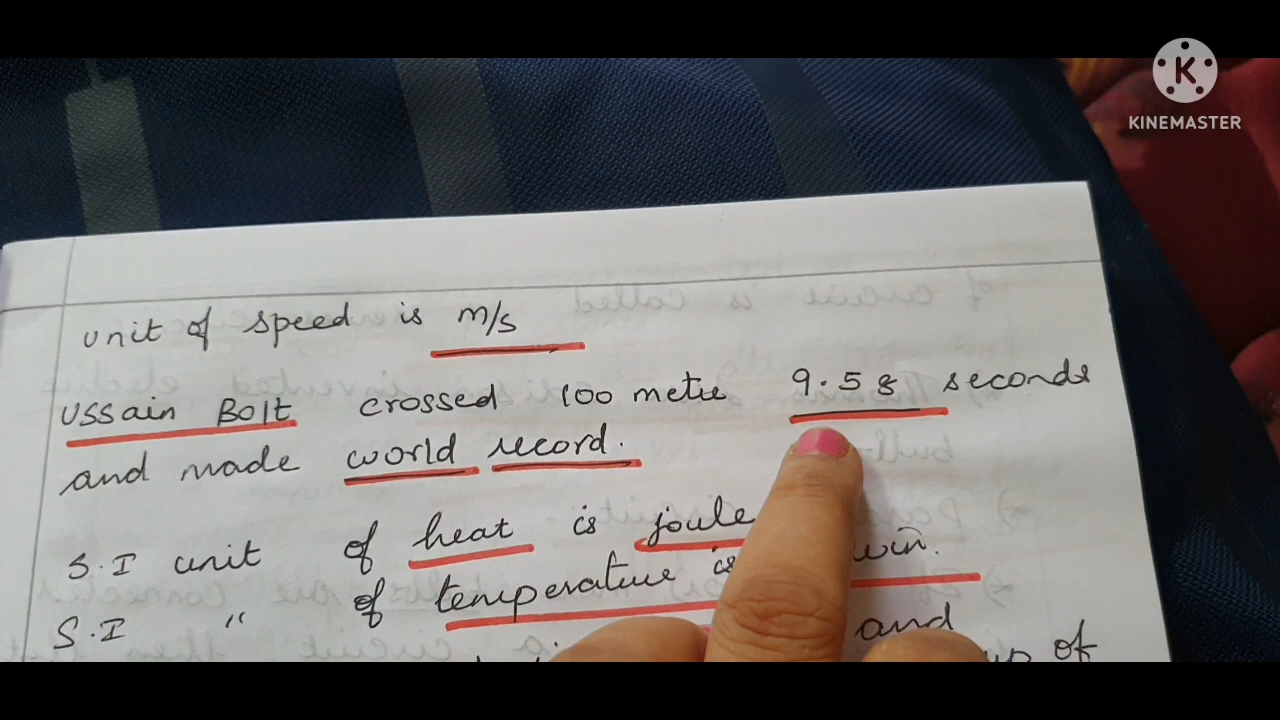 KINEMASTER
unit of speed is m/s
Ussain Bolt crossed 100 metre 9.58 seconds
and made world record.
S.I unit of heat is joule
S.I " of temperature is
and
of